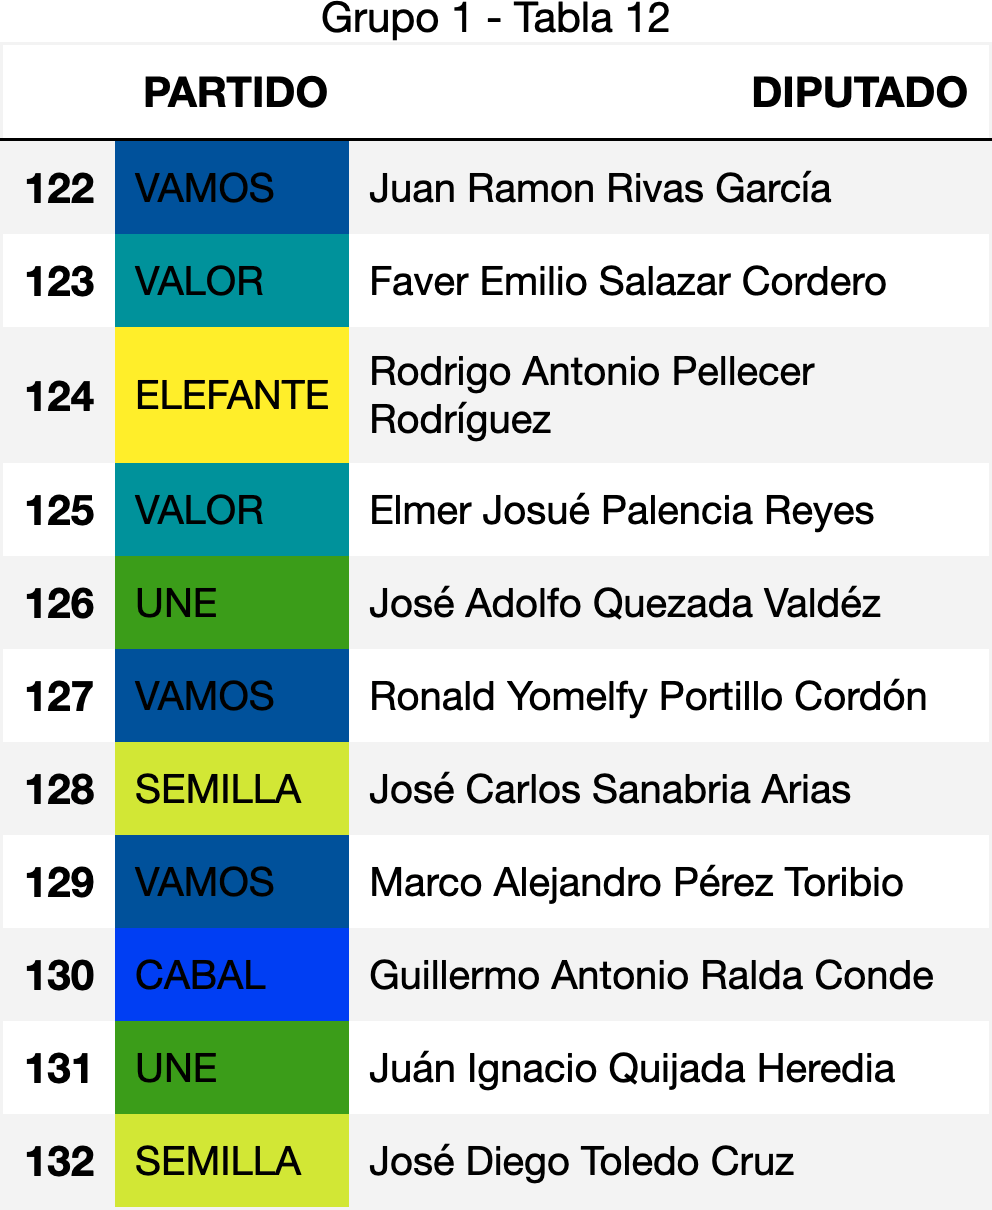 Grupo 1 - Tabla 12
PARTIDO DIPUTADO
122 VAMOS Juan Ramon Rivas García
123 VALOR Faver Emilio Salazar Cordero
124 ELEFANTE Rodrigo Antonio Pellecer
Rodríguez
125 VALOR Elmer Josué Palencia Reyes
126 UNE José Adolfo Quezada Valdéz
127 VAMOS Ronald Yomelfy Portillo Cordón
128 SEMILLA José Carlos Sanabria Arias
129 VAMOS Marco Alejandro Pérez Toribio
130 CABAL Guillermo Antonio Ralda Conde
131 UNE Juán Ignacio Quijada Heredia
132 SEMILLA José Diego Toledo Cruz